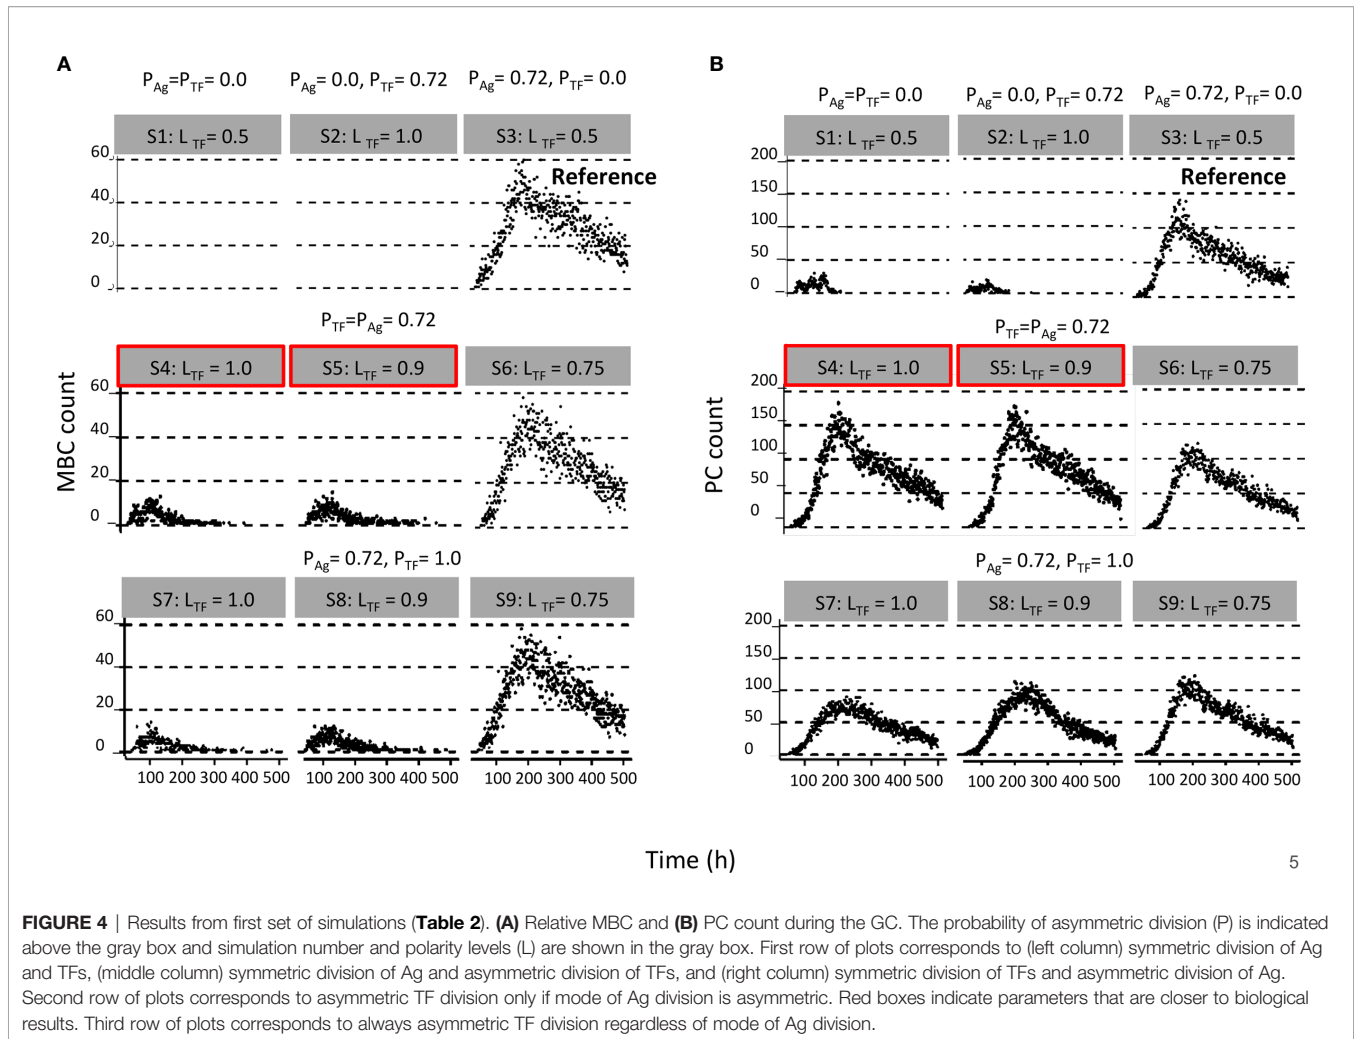 A
P_Ag=P_TF= 0.0
P_Ag= 0.0, P_TF= 0.72
P_Ag= 0.72, P_TF= 0.0
S1: L_TF= 0.5
S2: L_TF= 1.0
S3: L_TF= 0.5
60
40
20
0
Reference
P_TF=P_Ag= 0.72
S4: L_TF= 1.0
S5: L_TF= 0.9
S6: L_TF= 0.75
60
40
20
0
MBC count
P_Ag= 0.72, P_TF= 1.0
S7: L_TF= 1.0
S8: L_TF= 0.9
S9: L_TF= 0.75
60
40
20
0
100 200 300 400 500
100 200 300 400 500
100 200 300 400 500
B
P_Ag=P_TF= 0.0
P_Ag= 0.0, P_TF= 0.72
P_Ag= 0.72, P_TF= 0.0
S1: L_TF= 0.5
S2: L_TF= 1.0
S3: L_TF= 0.5
200
150
100
50
0
Reference
P_TF=P_Ag= 0.72
S4: L_TF= 1.0
S5: L_TF= 0.9
S6: L_TF= 0.75
200
150
100
50
0
PC count
P_Ag= 0.72, P_TF= 1.0
S7: L_TF= 1.0
S8: L_TF= 0.9
S9: L_TF= 0.75
200
150
100
50
0
100 200 300 400 500
100 200 300 400 500
100 200 300 400 500
Time (h)
5
FIGURE 4 | Results from first set of simulations (Table 2). (A) Relative MBC and (B) PC count during the GC. The probability of asymmetric division (P) is indicated
above the gray box and simulation number and polarity levels (L) are shown in the gray box. First row of plots corresponds to (left column) symmetric division of Ag
and TFs, (middle column) symmetric division of Ag and asymmetric division of TFs, and (right column) symmetric division of TFs and asymmetric division of Ag.
Second row of plots corresponds to asymmetric TF division only if mode of Ag division is asymmetric. Red boxes indicate parameters that are closer to biological
results. Third row of plots corresponds to always asymmetric TF division regardless of mode of Ag division.